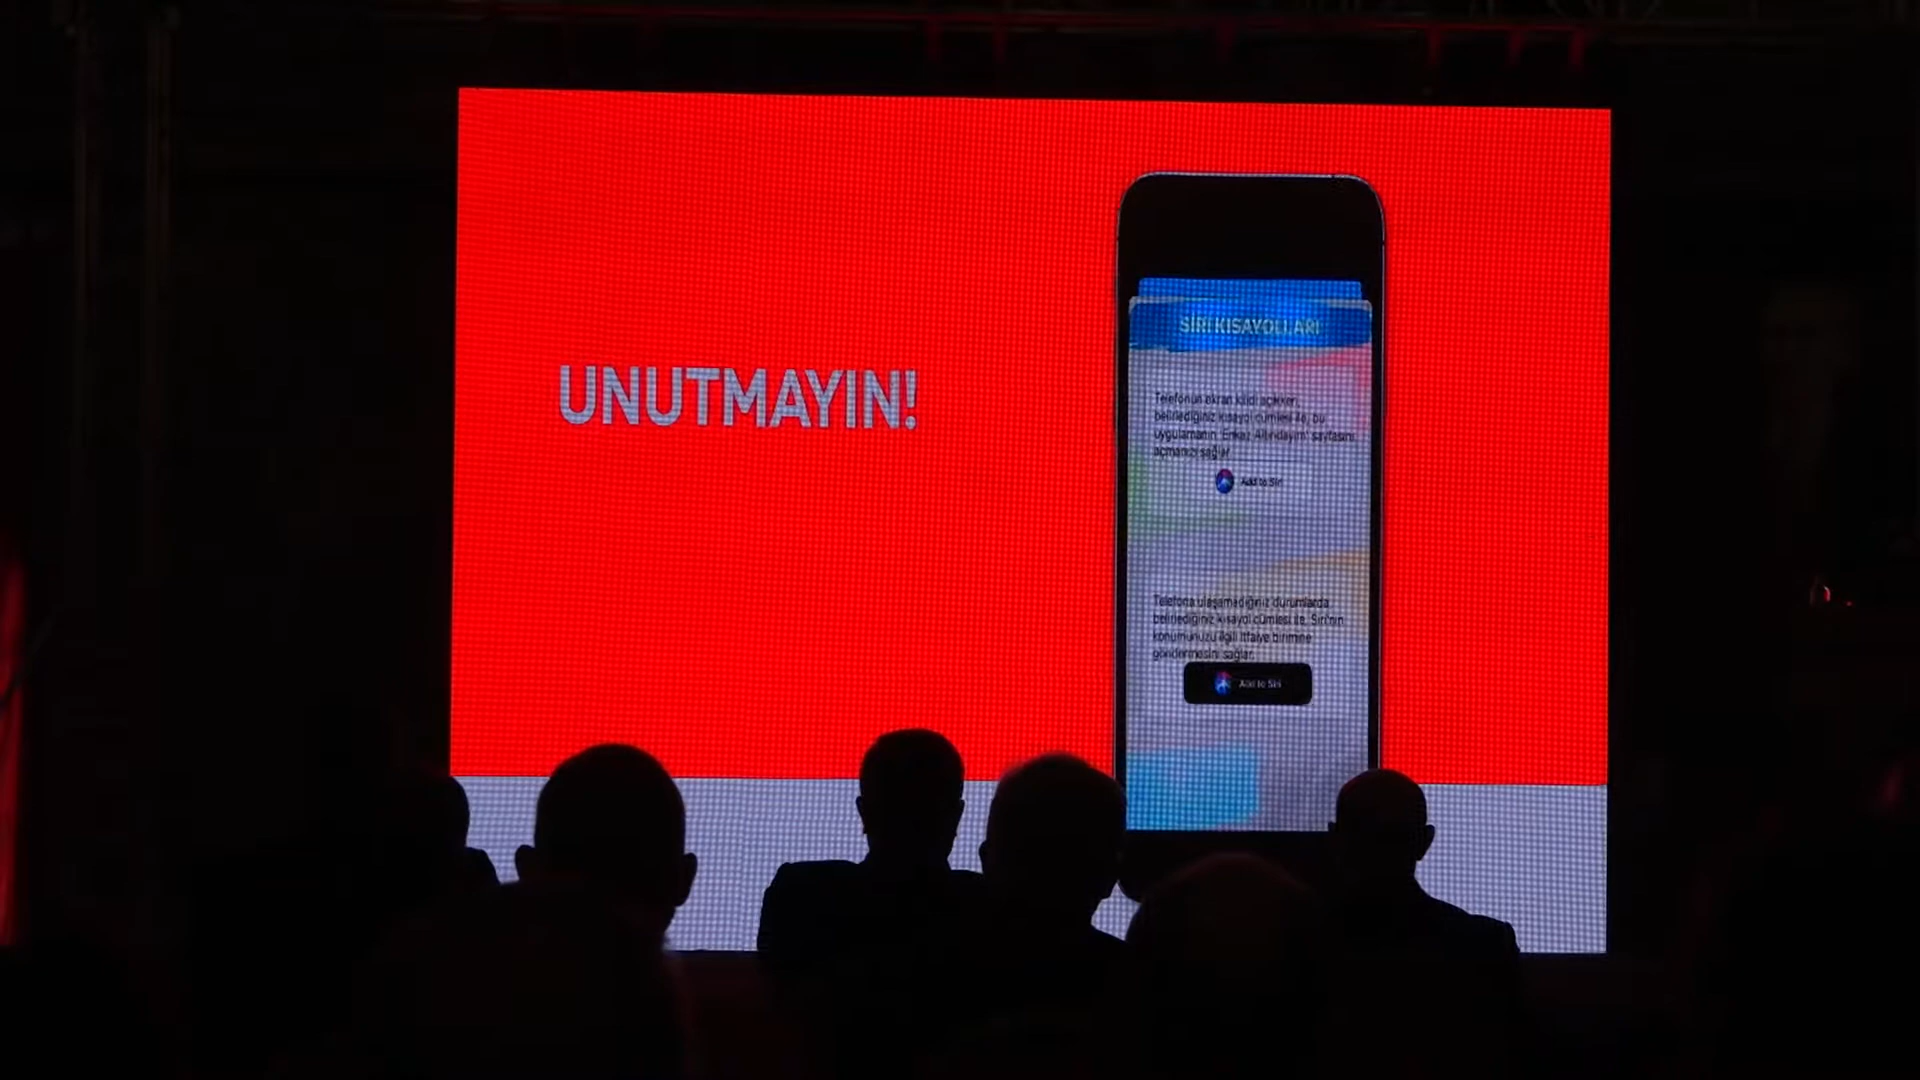 UNUTMAYIN!
SİRİ KISAYOLLARI
Telefonun ekran kilidi açıkken,
belirlediğiniz kısayol cümlesi ile, bu
uygulamanın 'Enkaz Altındayım' sayfasını
açmanızı sağlar.
Add to Siri
Telefona ulaşamadığınız durumlarda
belirlediğiniz kısayol cümlesi ile, Siri'nin
konumunuzu ilgili itfaiye birimine
göndermesini sağlar.
Add to Siri